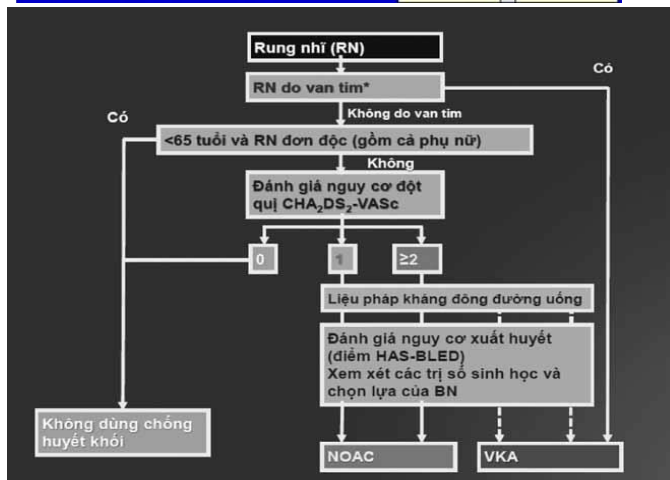 Rung nhĩ (RN)
RN do van tim*
Có
Không do van tim
Có
<65 tuổi và RN đơn độc (gồm cả phụ nữ)
Không
Đánh giá nguy cơ đột
quị CHA₂DS₂-VASc
0
1
≥2
Liệu pháp kháng đông đường uống
Đánh giá nguy cơ xuất huyết
(điểm HAS-BLED)
Xem xét các trị số sinh học và
chọn lựa của BN
Không dùng chống
huyết khối
NOAC
VKA